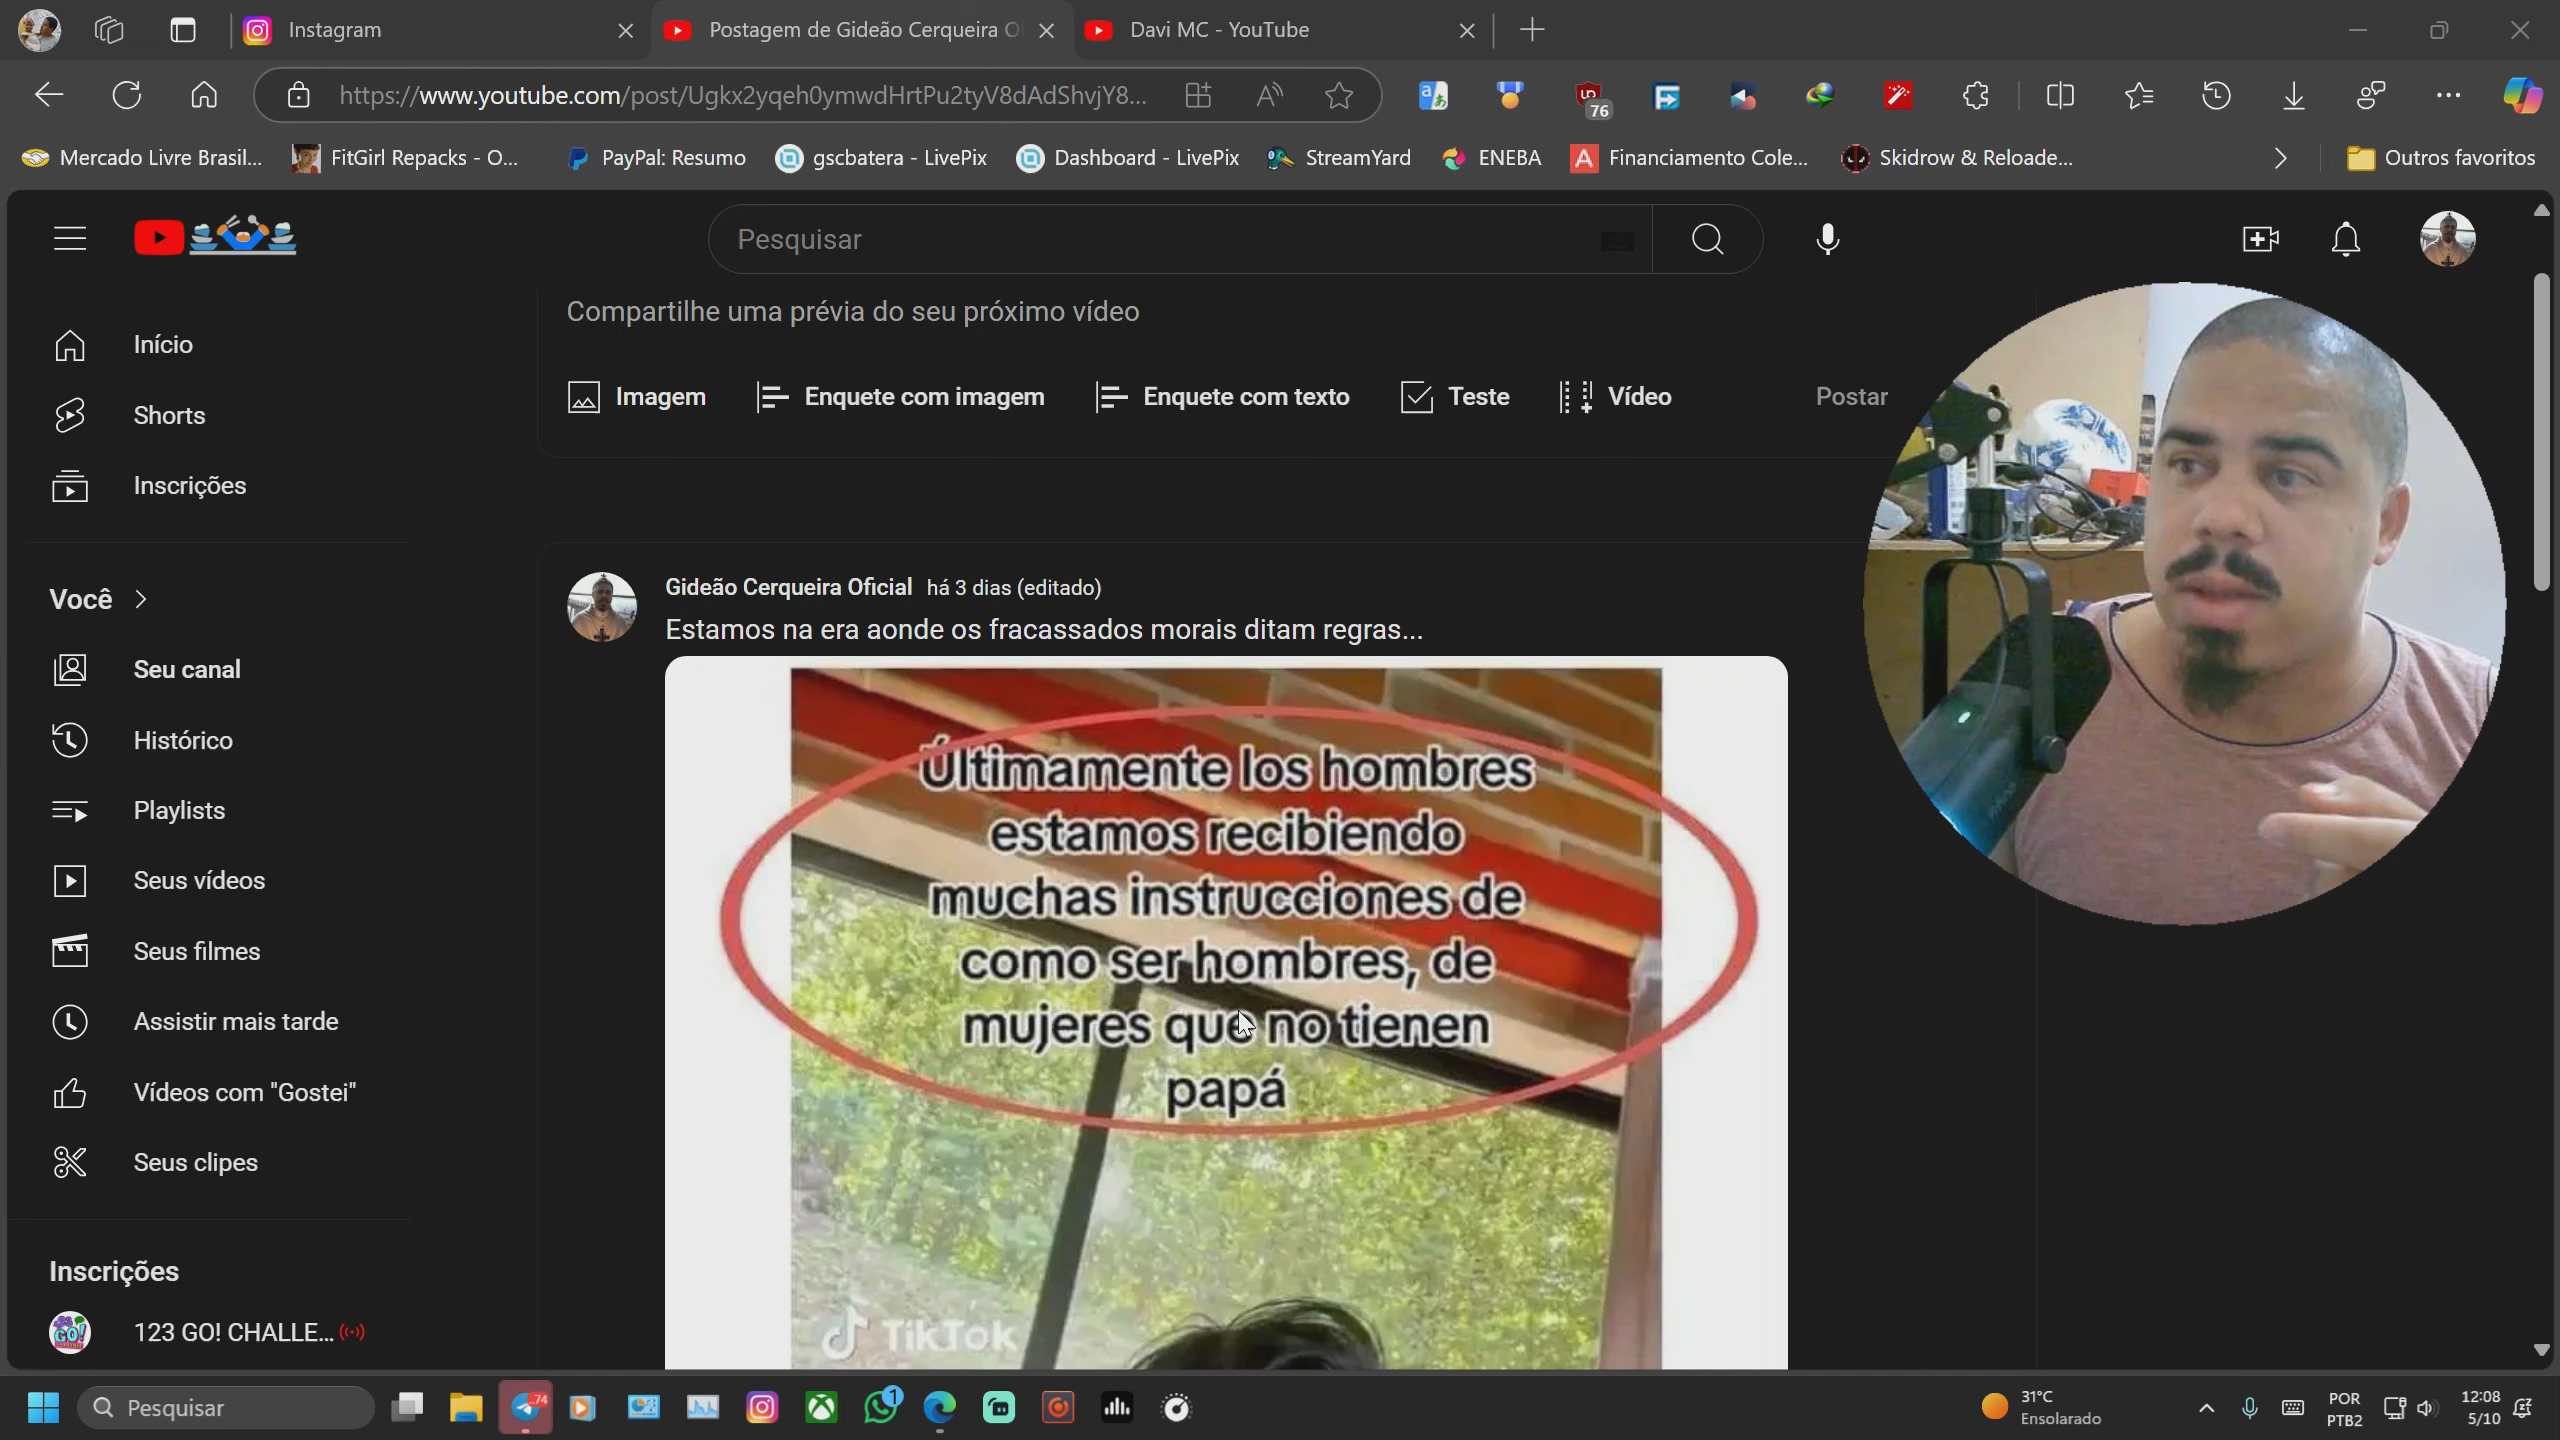 Instagram
Postagem de Gideão Cerqueira O
Davi MC - YouTube
https://www.youtube.com/post/Ugkx2yqeh0ymwdHrtPu2tyV8dAdShvjY8...
76
Mercado Livre Brasil...
FitGirl Repacks - O...
PayPal: Resumo
gscbatera - LivePix
Dashboard - LivePix
StreamYard
ENEBA
Financiamento Cole...
Skidrow & Reloade...
Outros favoritos
Pesquisar
Compartilhe uma prévia do seu próximo vídeo
Imagem
Enquete com imagem
Enquete com texto
Teste
Vídeo
Postar
Início
Shorts
Inscrições
Você
Seu canal
Histórico
Playlists
Seus vídeos
Seus filmes
Assistir mais tarde
Vídeos com "Gostei"
Seus clipes
Inscrições
123 GO! CHALLE...
Gideão Cerqueira Oficial há 3 dias (editado)
Estamos na era aonde os fracassados morais ditam regras...
Últimamente los hombres
estamos recibiendo
muchas instrucciones de
como ser hombres, de
mujeres que no tienen
papá
TikTok
Pesquisar
74
1
31°C
Ensolarado
POR
PTB2
12:08
5/10